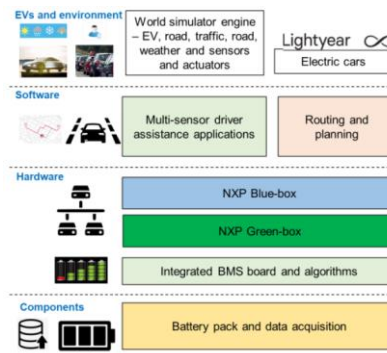 EVs and environment
World simulator engine
– EV, road, traffic, road,
weather and sensors
and actuators
Lightyear
Electric cars
Software
Multi-sensor driver
assistance applications
Routing and
planning
Hardware
NXP Blue-box
NXP Green-box
Integrated BMS board and algorithms
Components
Battery pack and data acquisition